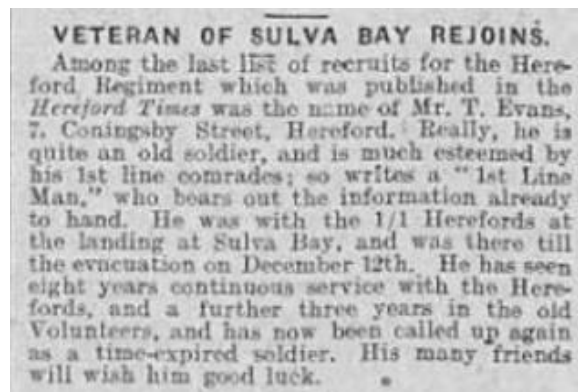 VETERAN OF SULVA BAY REJOINS.
Among the last list of recruits for the Here-
ford Regiment which was published in the
Hereford Times was the name of Mr. T. Evans,
7, Coningsby Street, Hereford. Really, he is
quite an old soldier, and is much esteemed by
his 1st line comrades; so writes a "1st Line
Man," who bears out the information already
to hand. He was with the 1/1 Herefords at
the landing at Sulva Bay, and was there till
the evacuation on December 12th. He has seen
eight years continuous service with the Here-
fords, and a further three years in the old
Volunteers, and has now been called up again
as a time-expired soldier. His many friends
will wish him good luck.